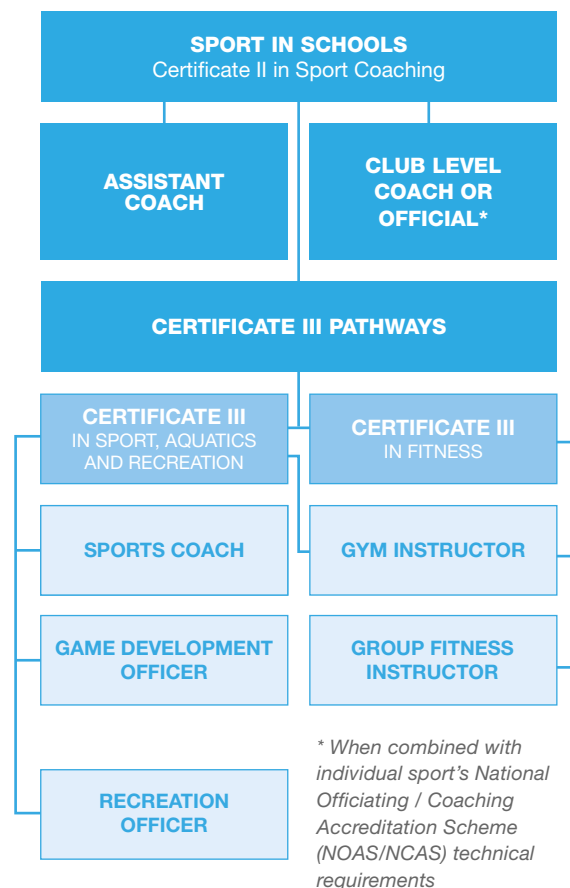 SPORT IN SCHOOLS
Certificate II in Sport Coaching
ASSISTANT
COACH
CLUB LEVEL
COACH OR
OFFICIAL*
CERTIFICATE III PATHWAYS
CERTIFICATE III
IN SPORT, AQUATICS
AND RECREATION
CERTIFICATE III
IN FITNESS
SPORTS COACH
GYM INSTRUCTOR
GAME DEVELOPMENT
OFFICER
GROUP FITNESS
INSTRUCTOR
RECREATION
OFFICER
* When combined with
individual sport’s National
Officiating / Coaching
Accreditation Scheme
(NOAS/NCAS) technical
requirements